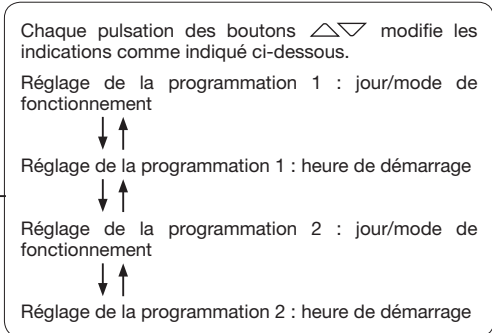 Chaque pulsation des boutons △▽ modifie les
indications comme indiqué ci-dessous.
Réglage de la programmation 1 : jour/mode de
fonctionnement
Réglage de la programmation 1 : heure de démarrage
Réglage de la programmation 2 : jour/mode de
fonctionnement
Réglage de la programmation 2 : heure de démarrage